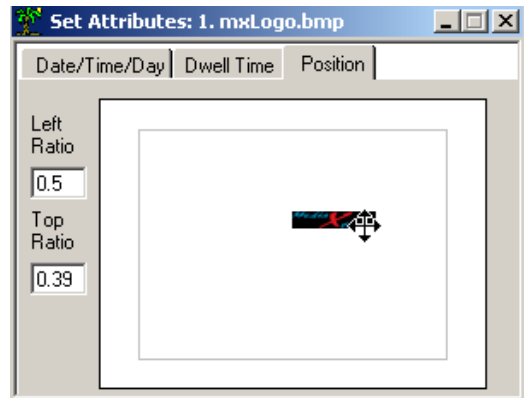 Set Attributes: 1. mxLogo.bmp
Date/Time/Day Dwell Time Position
Left
Ratio
0.5
Top
Ratio
0.39